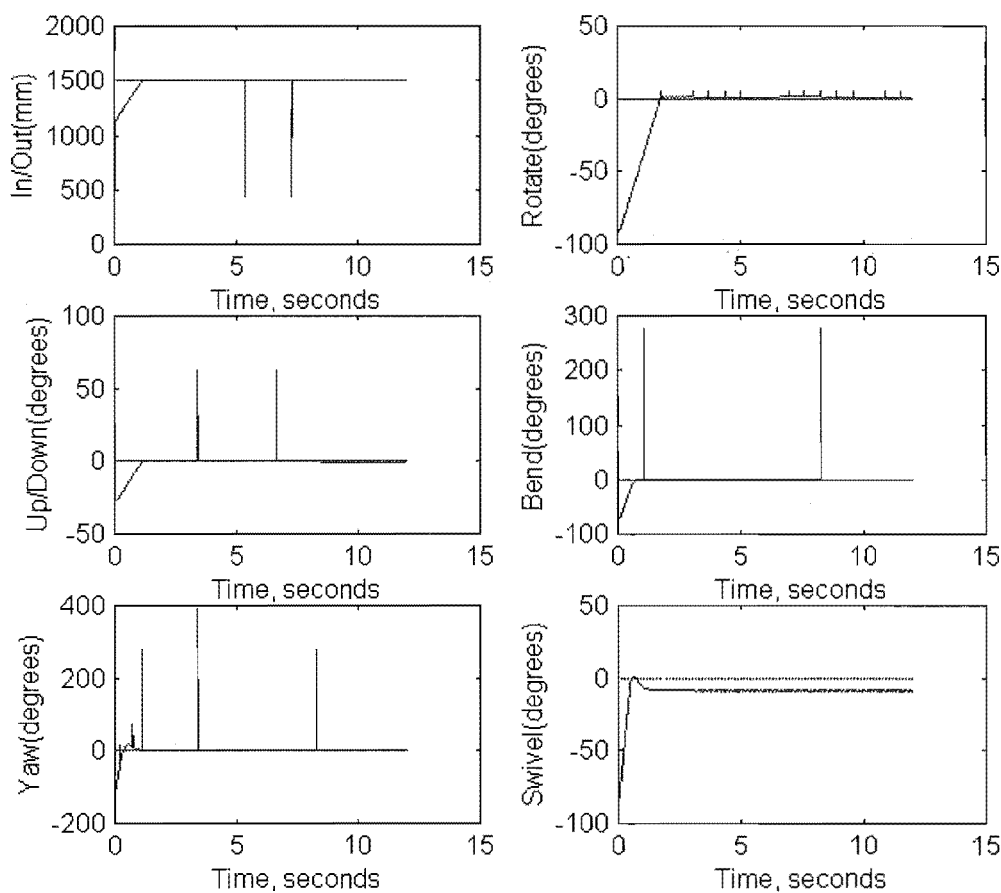 2000
1500
1000
500
0
In/Out(mm)
0 5 10 15
Time, seconds
50
0
-50
-100
Rotate(degrees)
0 5 10 15
Time, seconds
100
50
0
-50
Up/Down(degrees)
0 5 10 15
Time, seconds
300
200
100
0
-100
Bend(degrees)
0 5 10 15
Time, seconds
400
200
0
-200
Yaw(degrees)
0 5 10 15
Time, seconds
50
0
-50
-100
Swivel(degrees)
0 5 10 15
Time, seconds